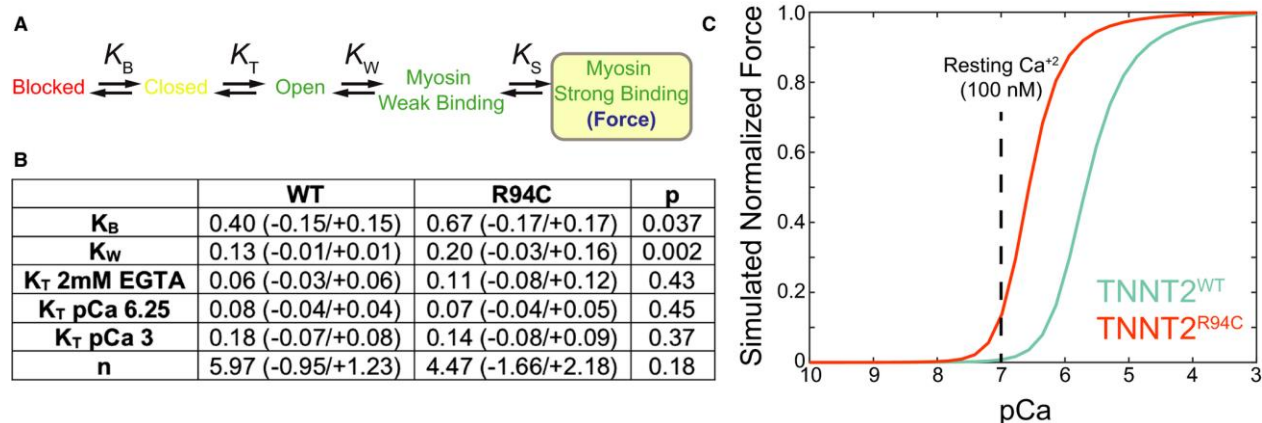 A
K_B K_T K_W K_S
Blocked Closed Open Myosin Weak Binding Myosin Strong Binding (Force)
B
WT R94C p
K_B 0.40 (-0.15/+0.15) 0.67 (-0.17/+0.17) 0.037
K_W 0.13 (-0.01/+0.01) 0.20 (-0.03/+0.16) 0.002
K_T 2mM EGTA 0.06 (-0.03/+0.06) 0.11 (-0.08/+0.12) 0.43
K_T pCa 6.25 0.08 (-0.04/+0.04) 0.07 (-0.04/+0.05) 0.45
K_T pCa 3 0.18 (-0.07/+0.08) 0.14 (-0.08/+0.09) 0.37
n 5.97 (-0.95/+1.23) 4.47 (-1.66/+2.18) 0.18
C
Simulated Normalized Force
1.0
0.8
0.6
0.4
0.2
0
Resting Ca⁺²
(100 nM)
TNNT2^WT
TNNT2^R94C
10 9 8 7 6 5 4 3
pCa